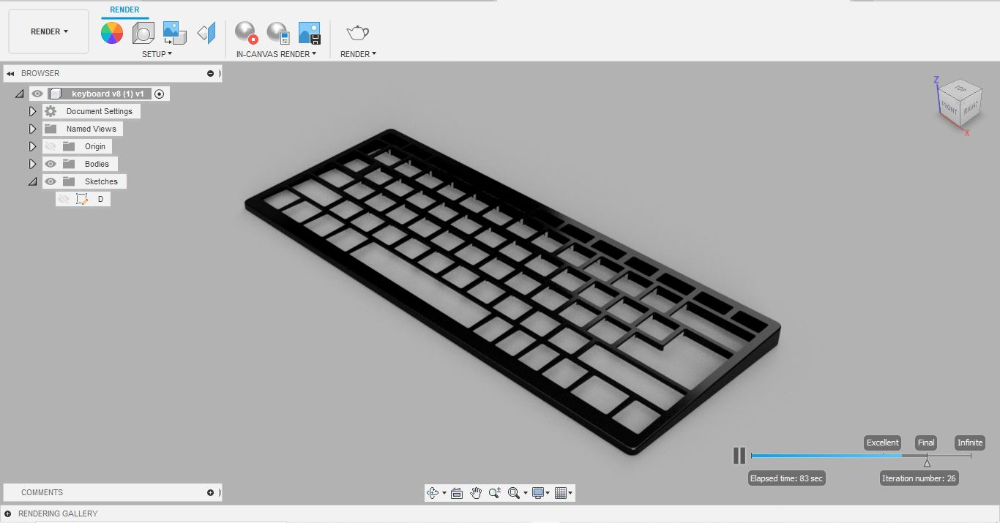 RENDER
RENDER
SETUP
IN-CANVAS RENDER
RENDER
BROWSER
keyboard v8 (1) v1
Document Settings
Named Views
Origin
Bodies
Sketches
D
Z
TOP
FRONT
RIGHT
X
Excellent
Final
Infinite
Elapsed time: 83 sec
Iteration number: 26
COMMENTS
RENDERING GALLERY